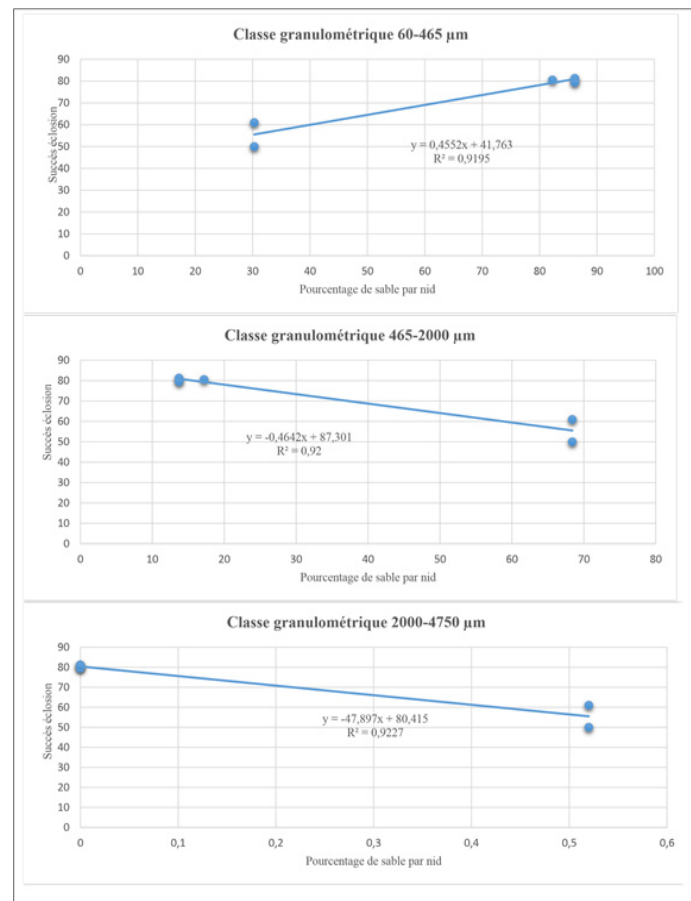 Classe granulométrique 60-465 µm
90
80
70
60
50
40
30
20
10
0
Succès éclosion
y = 0,4552x + 41,763
R² = 0,9195
0 10 20 30 40 50 60 70 80 90 100
Pourcentage de sable par nid
Classe granulométrique 465-2000 µm
90
80
70
60
50
40
30
20
10
0
Succès éclosion
y = -0,4642x + 87,301
R² = 0,92
0 10 20 30 40 50 60 70 80
Pourcentage de sable par nid
Classe granulométrique 2000-4750 µm
90
80
70
60
50
40
30
20
10
0
Succès éclosion
y = -47,897x + 80,415
R² = 0,9227
0 0,1 0,2 0,3 0,4 0,5 0,6
Pourcentage de sable par nid